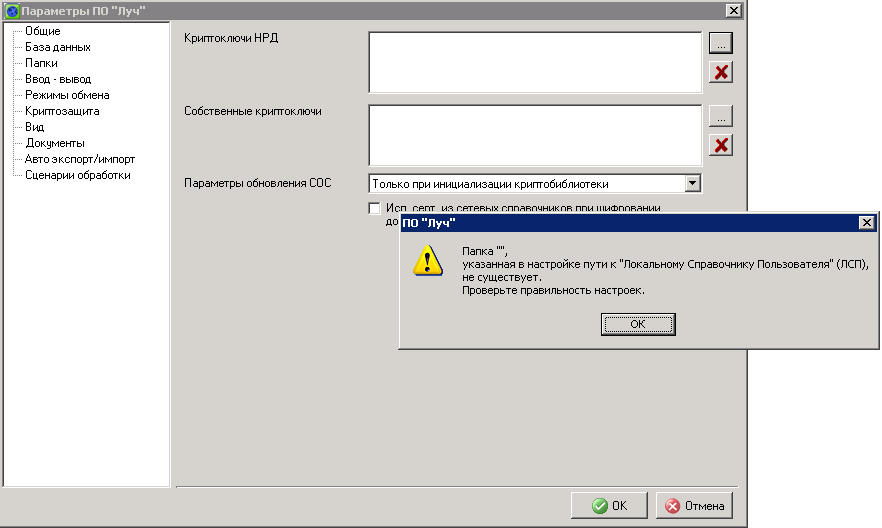 Параметры ПО "Луч"
Общие
База данных
Папки
Ввод - вывод
Режимы обмена
Криптозащита
Вид
Документы
Авто экспорт/импорт
Сценарии обработки
Криптоключи НРД
...
Собственные криптоключи
...
Параметры обновления СОС
Только при инициализации криптобиблиотеки
Исп. серт. из сетевых справочников при шифровании
до
ПО "Луч"
Папка "",
указанная в настройке пути к "Локальному Справочнику Пользователя" (ЛСП),
не существует.
Проверьте правильность настроек.
OK
OK
Отмена